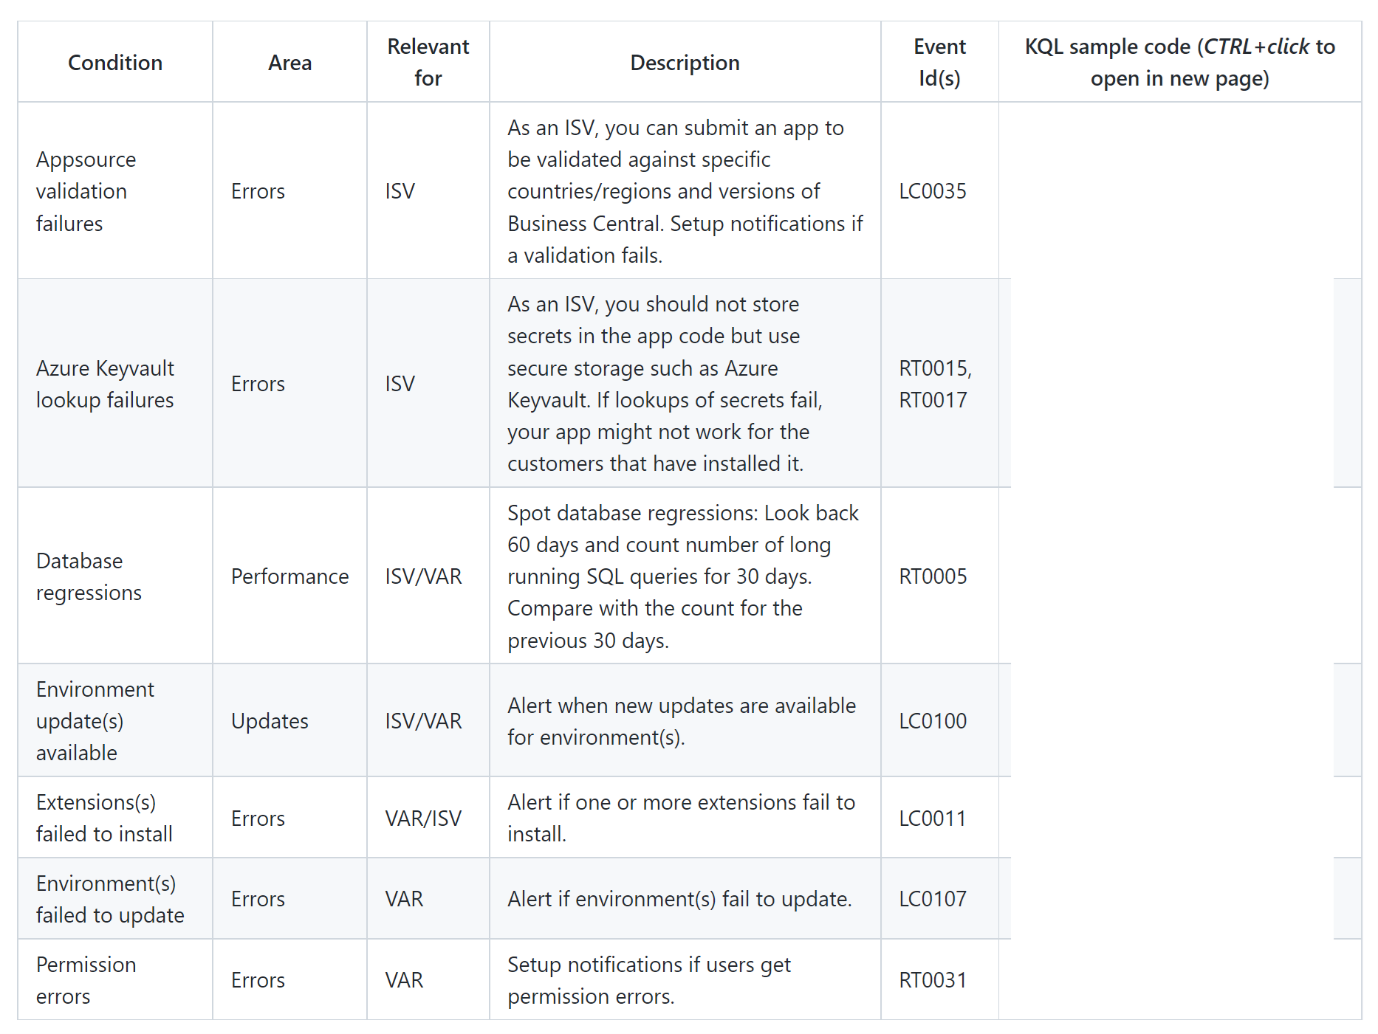 Condition
Area
Relevant
for
Description
Event
Id(s)
KQL sample code (CTRL+click to
open in new page)
Appsource
validation
failures
Errors
ISV
As an ISV, you can submit an app to
be validated against specific
countries/regions and versions of
Business Central. Setup notifications if
a validation fails.
LC0035
Azure Keyvault
lookup failures
Errors
ISV
As an ISV, you should not store
secrets in the app code but use
secure storage such as Azure
Keyvault. If lookups of secrets fail,
your app might not work for the
customers that have installed it.
RT0015,
RT0017
Database
regressions
Performance
ISV/VAR
Spot database regressions: Look back
60 days and count number of long
running SQL queries for 30 days.
Compare with the count for the
previous 30 days.
RT0005
Environment
update(s)
available
Updates
ISV/VAR
Alert when new updates are available
for environment(s).
LC0100
Extensions(s)
failed to install
Errors
VAR/ISV
Alert if one or more extensions fail to
install.
LC0011
Environment(s)
failed to update
Errors
VAR
Alert if environment(s) fail to update.
LC0107
Permission
errors
Errors
VAR
Setup notifications if users get
permission errors.
RT0031